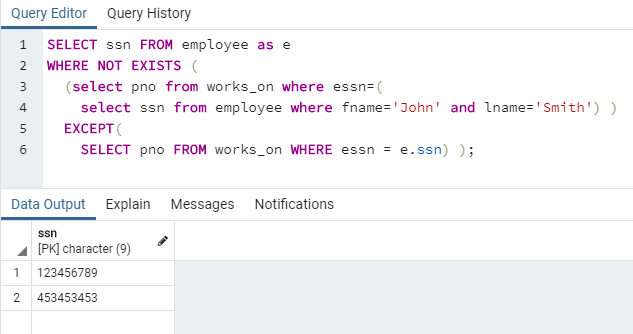 Query Editor Query History
1 SELECT ssn FROM employee as e
2 WHERE NOT EXISTS (
3 (select pno from works_on where essn=(
4 select ssn from employee where fname='John' and lname='Smith') )
5 EXCEPT(
6 SELECT pno FROM works_on WHERE essn = e.ssn) );
Data Output Explain Messages Notifications
ssn
[PK] character (9)
1 123456789
2 453453453